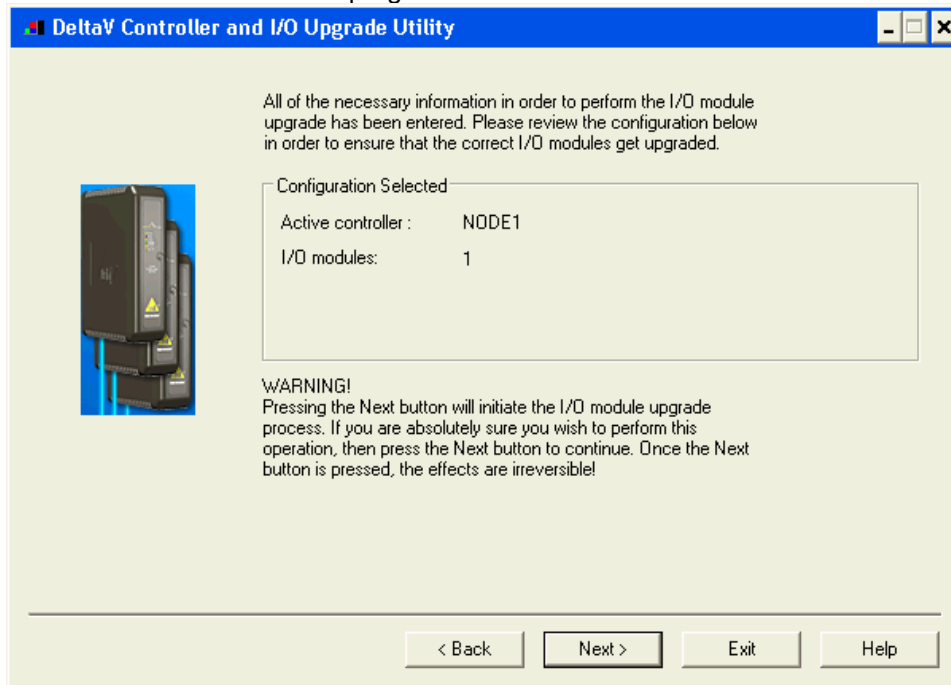 DeltaV Controller and I/O Upgrade Utility
All of the necessary information in order to perform the I/O module
upgrade has been entered. Please review the configuration below
in order to ensure that the correct I/O modules get upgraded.
Configuration Selected
Active controller : NODE1
I/O modules: 1
WARNING!
Pressing the Next button will initiate the I/O module upgrade
process. If you are absolutely sure you wish to perform this
operation, then press the Next button to continue. Once the Next
button is pressed, the effects are irreversible!
< Back Next > Exit Help